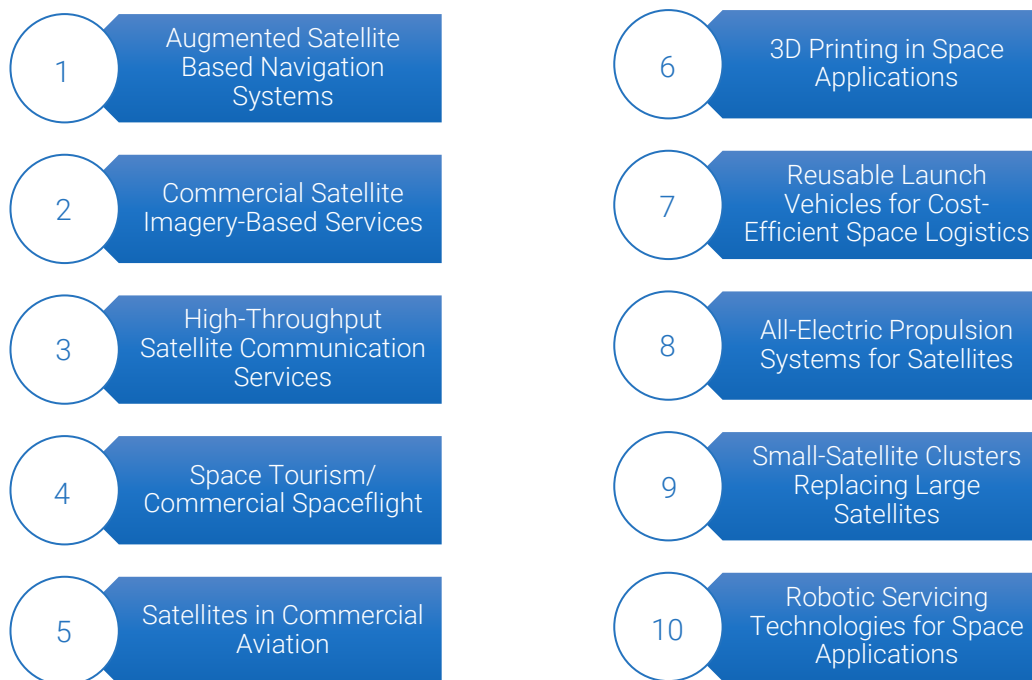 1
Augmented Satellite
Based Navigation
Systems
2
Commercial Satellite
Imagery-Based Services
3
High-Throughput
Satellite Communication
Services
4
Space Tourism/
Commercial Spaceflight
5
Satellites in Commercial
Aviation
6
3D Printing in Space
Applications
7
Reusable Launch
Vehicles for Cost-
Efficient Space Logistics
8
All-Electric Propulsion
Systems for Satellites
9
Small-Satellite Clusters
Replacing Large
Satellites
10
Robotic Servicing
Technologies for Space
Applications